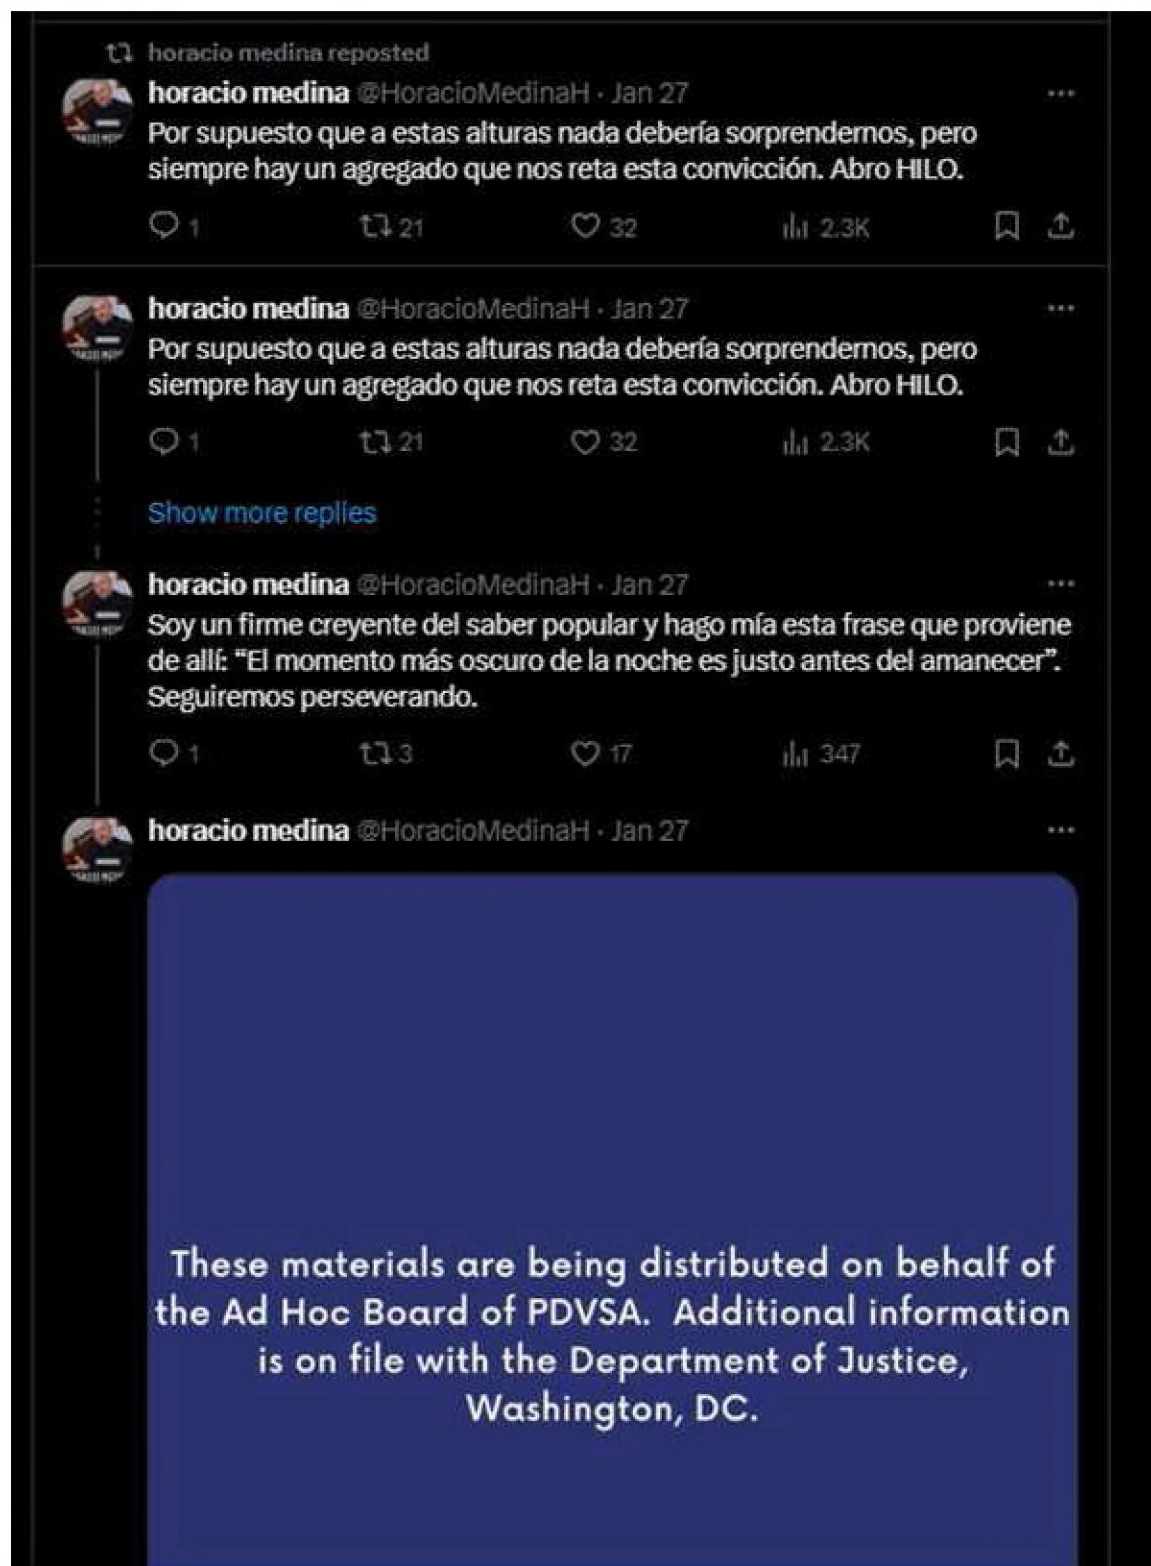 horacio medina reposted
horacio medina @HoracioMedinaH · Jan 27
Por supuesto que a estas alturas nada debería sorprendernos, pero
siempre hay un agregado que nos reta esta convicción. Abro HILO.
1 21 32 2.3K
horacio medina @HoracioMedinaH · Jan 27
Por supuesto que a estas alturas nada debería sorprendernos, pero
siempre hay un agregado que nos reta esta convicción. Abro HILO.
1 21 32 2.3K
Show more replies
horacio medina @HoracioMedinaH · Jan 27
Soy un firme creyente del saber popular y hago mía esta frase que proviene
de allí: “El momento más oscuro de la noche es justo antes del amanecer”.
Seguiremos perseverando.
1 3 17 347
horacio medina @HoracioMedinaH · Jan 27
These materials are being distributed on behalf of
the Ad Hoc Board of PDVSA. Additional information
is on file with the Department of Justice,
Washington, DC.